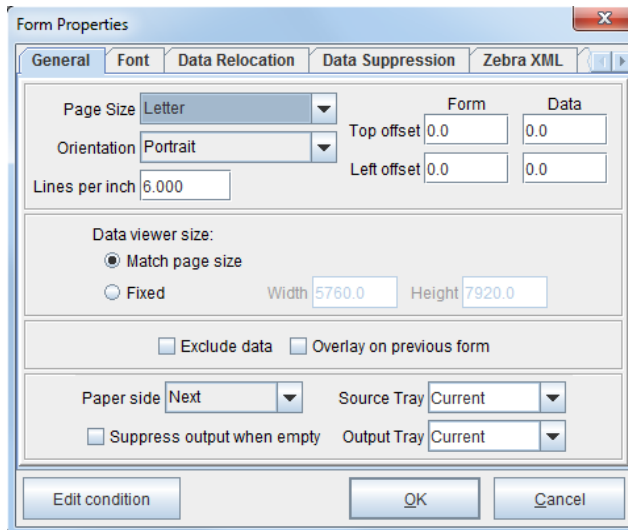 Form Properties
General Font Data Relocation Data Suppression Zebra XML
Form Data
Page Size Letter
Top offset 0.0 0.0
Orientation Portrait
Left offset 0.0 0.0
Lines per inch 6.000
Data viewer size:
Match page size
Fixed Width 5760.0 Height 7920.0
Exclude data Overlay on previous form
Paper side Next Source Tray Current
Suppress output when empty Output Tray Current
Edit condition OK Cancel